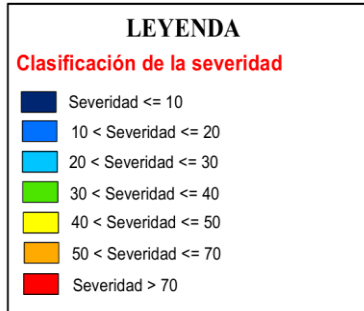 LEYENDA
Clasificación de la severidad
Severidad <= 10
10 < Severidad <= 20
20 < Severidad <= 30
30 < Severidad <= 40
40 < Severidad <= 50
50 < Severidad <= 70
Severidad > 70